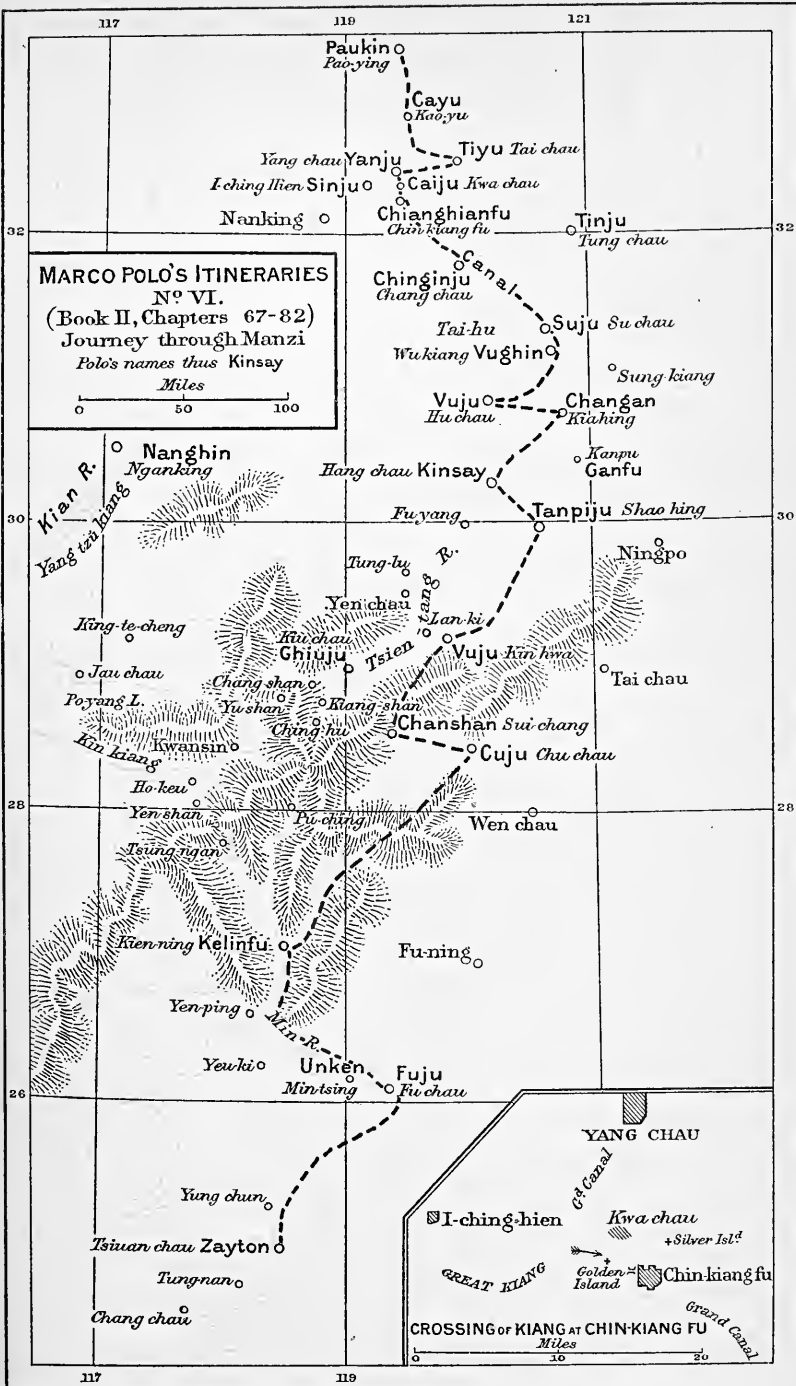 117
119
121
Paukin
Pao-ying
Cayu
Kao-yu
Tiyu Tai chau
Yang chau Yanju
I-ching Hien Sinju
Caiju Kwa chau
Nanking
Chianghianfu
Chin kiang fu
Tinju
Tung chau
32
32
MARCO POLO'S ITINERARIES
No VI.
(Book II, Chapters 67-82)
Journey through Manzi
Polo's names thus Kinsay
Miles
0 50 100
Canal
Chinginju
Chang chau
Tai-hu
Suju Su chau
Wu kiang Vughin
Sung-kiang
Vuju
Hu chau
Changan
Kiahing
Nanghin
Nganking
Kian R.
Yang tzŭ kiang
Hang chau Kinsay
Kanpu
Ganfu
30
30
Fu-yang
Tanpiju Shao hing
Ningpo
Tung-lu
Yen chau
Tsien-tang R.
Lan-ki
King-te-cheng
Kiu chau
Ghiuju
Vuju Kin hwa
Jau chau
Tai chau
Chang shan
Po-yang L.
Yu shan
Kiang-shan
Ching-hu
Chanshan Sui-chang
Kin kiang
Kwansin
Cuju Chu chau
Ho-keu
28
28
Yen shan
Pu-ching
Wen chau
Tsung-ngan
Kien-ning Kelinfu
Fu-ning
Yen-ping
Min R.
Yeu-ki
Unken
Min-tsing
Fuju
Fu chau
26
26
Yung chun
Tsiuan chau Zayton
Tung-nan
Chang chau
YANG CHAU
Gd Canal
I-ching-hien
Kwa chau
+Silver Isld
GREAT KIANG
Golden Island
Chin-kiang fu
Grand Canal
CROSSING OF KIANG AT CHIN-KIANG FU
Miles
0 10 20
117
119